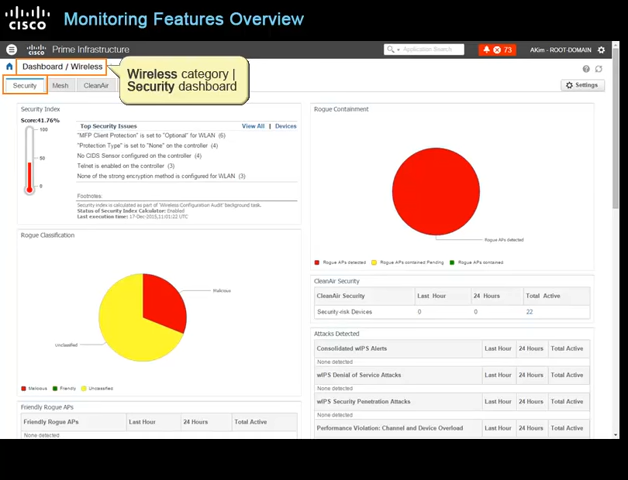 CISCO
Monitoring Features Overview
CISCO
Prime Infrastructure
Application Search
73
AKim - ROOT-DOMAIN
Dashboard / Wireless
Wireless category |
Security dashboard
Security
Mesh
CleanAir
Settings
Security Index
Score:41.76%
100
50
0
Top Security Issues
View All | Devices
"MFP Client Protection" is set to "Optional" for WLAN (6)
"Protection Type" is set to "None" on the controller (4)
No CIDS Sensor configured on the controller (4)
Telnet is enabled on the controller (3)
None of the strong encryption method is configured for WLAN (3)
Footnotes
Security index is calculated as part of "Wireless Configuration Audit" background task.
Status of Security Index Calculator: Enabled
Last execution time: 17-Dec-2015,11:01:22 UTC
Rogue Classification
Malicious
Unclassified
Malicious Friendly Unclassified
Friendly Rogue APs
Friendly Rogue APs Last Hour 24 Hours Total Active
None detected
Rogue Containment
Rogue APs detected
Rogue APs detected Rogue APs contained Pending Rogue APs contained
CleanAir Security
CleanAir Security Last Hour 24 Hours Total Active
Security-risk Devices 0 0 22
Attacks Detected
Consolidated wIPS Alerts Last Hour 24 Hours Total Active
None detected
wIPS Denial of Service Attacks Last Hour 24 Hours Total Active
None detected
wIPS Security Penetration Attacks Last Hour 24 Hours Total Active
None detected
Performance Violation: Channel and Device Overload Last Hour 24 Hours Total Active